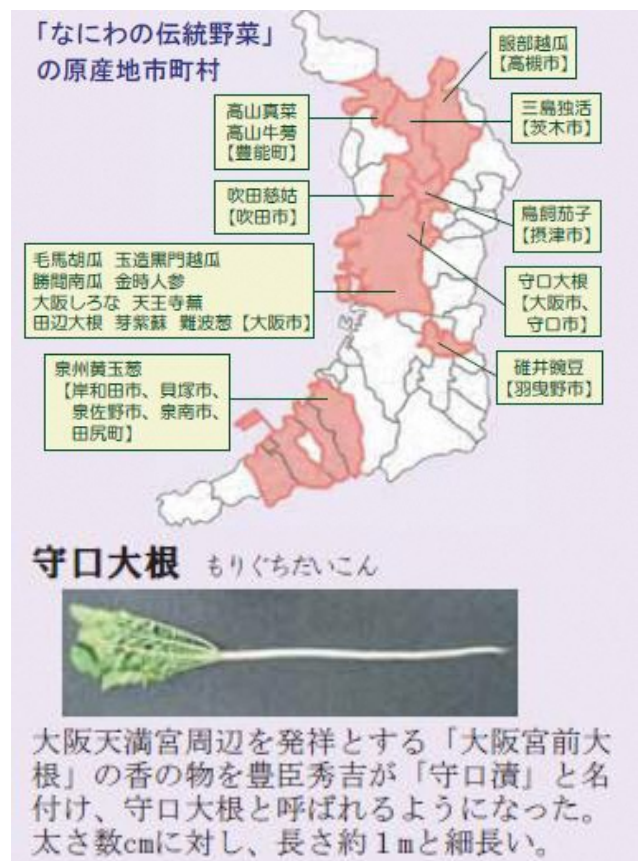 「なにわの伝統野菜」
の原産地市町村
服部越瓜
【高槻市】
高山真菜
高山牛蒡
【豊能町】
三島独活
【茨木市】
吹田慈姑
【吹田市】
鳥飼茄子
【摂津市】
毛馬胡瓜 玉造黒門越瓜
勝間南瓜 金時人参
大阪しろな 天王寺蕪
田辺大根 芽紫蘇 難波葱【大阪市】
守口大根
【大阪市、
守口市】
碓井豌豆
【羽曳野市】
泉州黄玉葱
【岸和田市、貝塚市、
泉佐野市、泉南市、
田尻町】
守口大根 もりぐちだいこん
大阪天満宮周辺を発祥とする「大阪宮前大
根」の香の物を豊臣秀吉が「守口漬」と名
付け、守口大根と呼ばれるようになった。
太さ数cmに対し、長さ約1mと細長い。